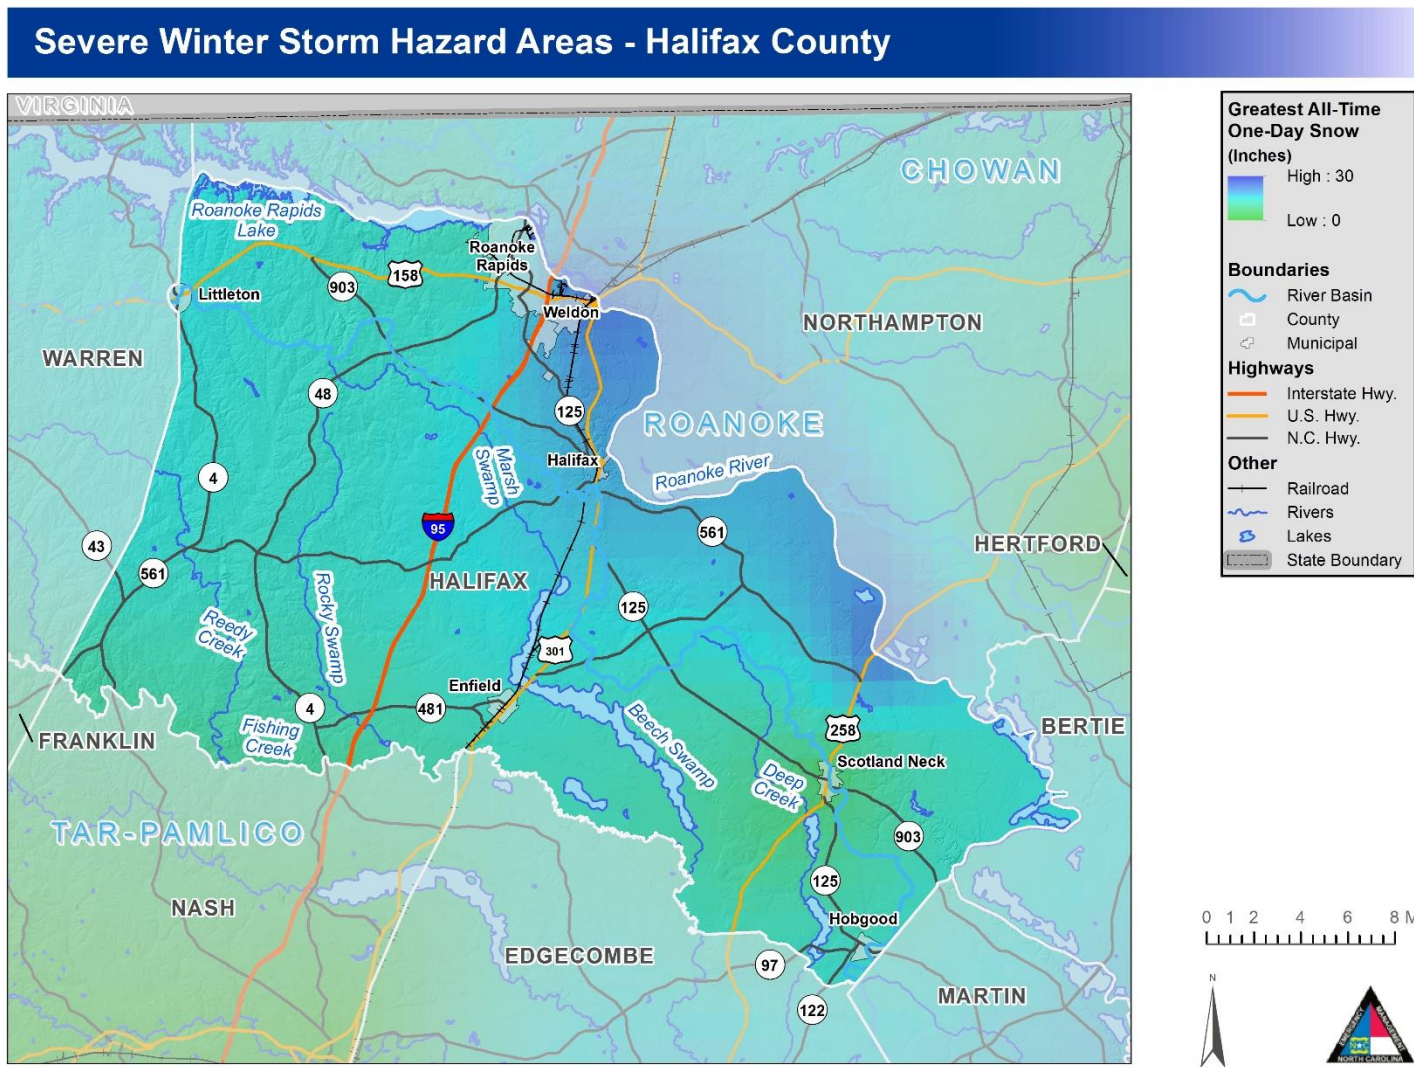 Severe Winter Storm Hazard Areas - Halifax County
VIRGINIA
CHOWAN
Roanoke Rapids
Lake
Roanoke
Rapids
158
903
Littleton
Weldon
NORTHAMPTON
WARREN
48
125
ROANOKE
Halifax
Roanoke River
Marsh
Swamp
4
95
561
43
HERTFORD
561
HALIFAX
Rocky Swamp
125
Reedy
Creek
301
Enfield
4
481
Fishing
Creek
Beech Swamp
258
BERTIE
FRANKLIN
Scotland Neck
Deep
Creek
TAR-PAMLICO
903
125
NASH
Hobgood
EDGECOMBE
97
MARTIN
122
Greatest All-Time
One-Day Snow
(Inches)
High : 30
Low : 0
Boundaries
River Basin
County
Municipal
Highways
Interstate Hwy.
U.S. Hwy.
N.C. Hwy.
Other
Railroad
Rivers
Lakes
State Boundary
0 1 2 4 6 8 M
N
EMERGENCY
MANAGEMENT
NORTH CAROLINA